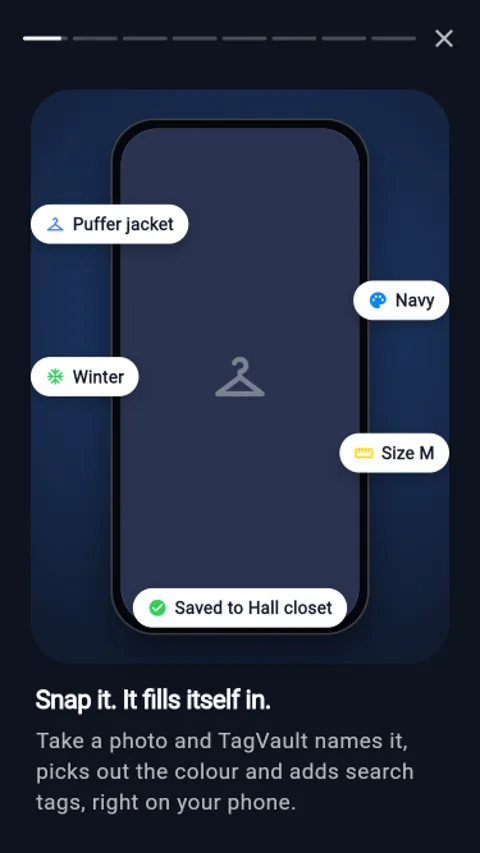 Puffer jacket
Navy
Winter
Size M
Saved to Hall closet
Snap it. It fills itself in.
Take a photo and TagVault names it,
picks out the colour and adds search
tags, right on your phone.